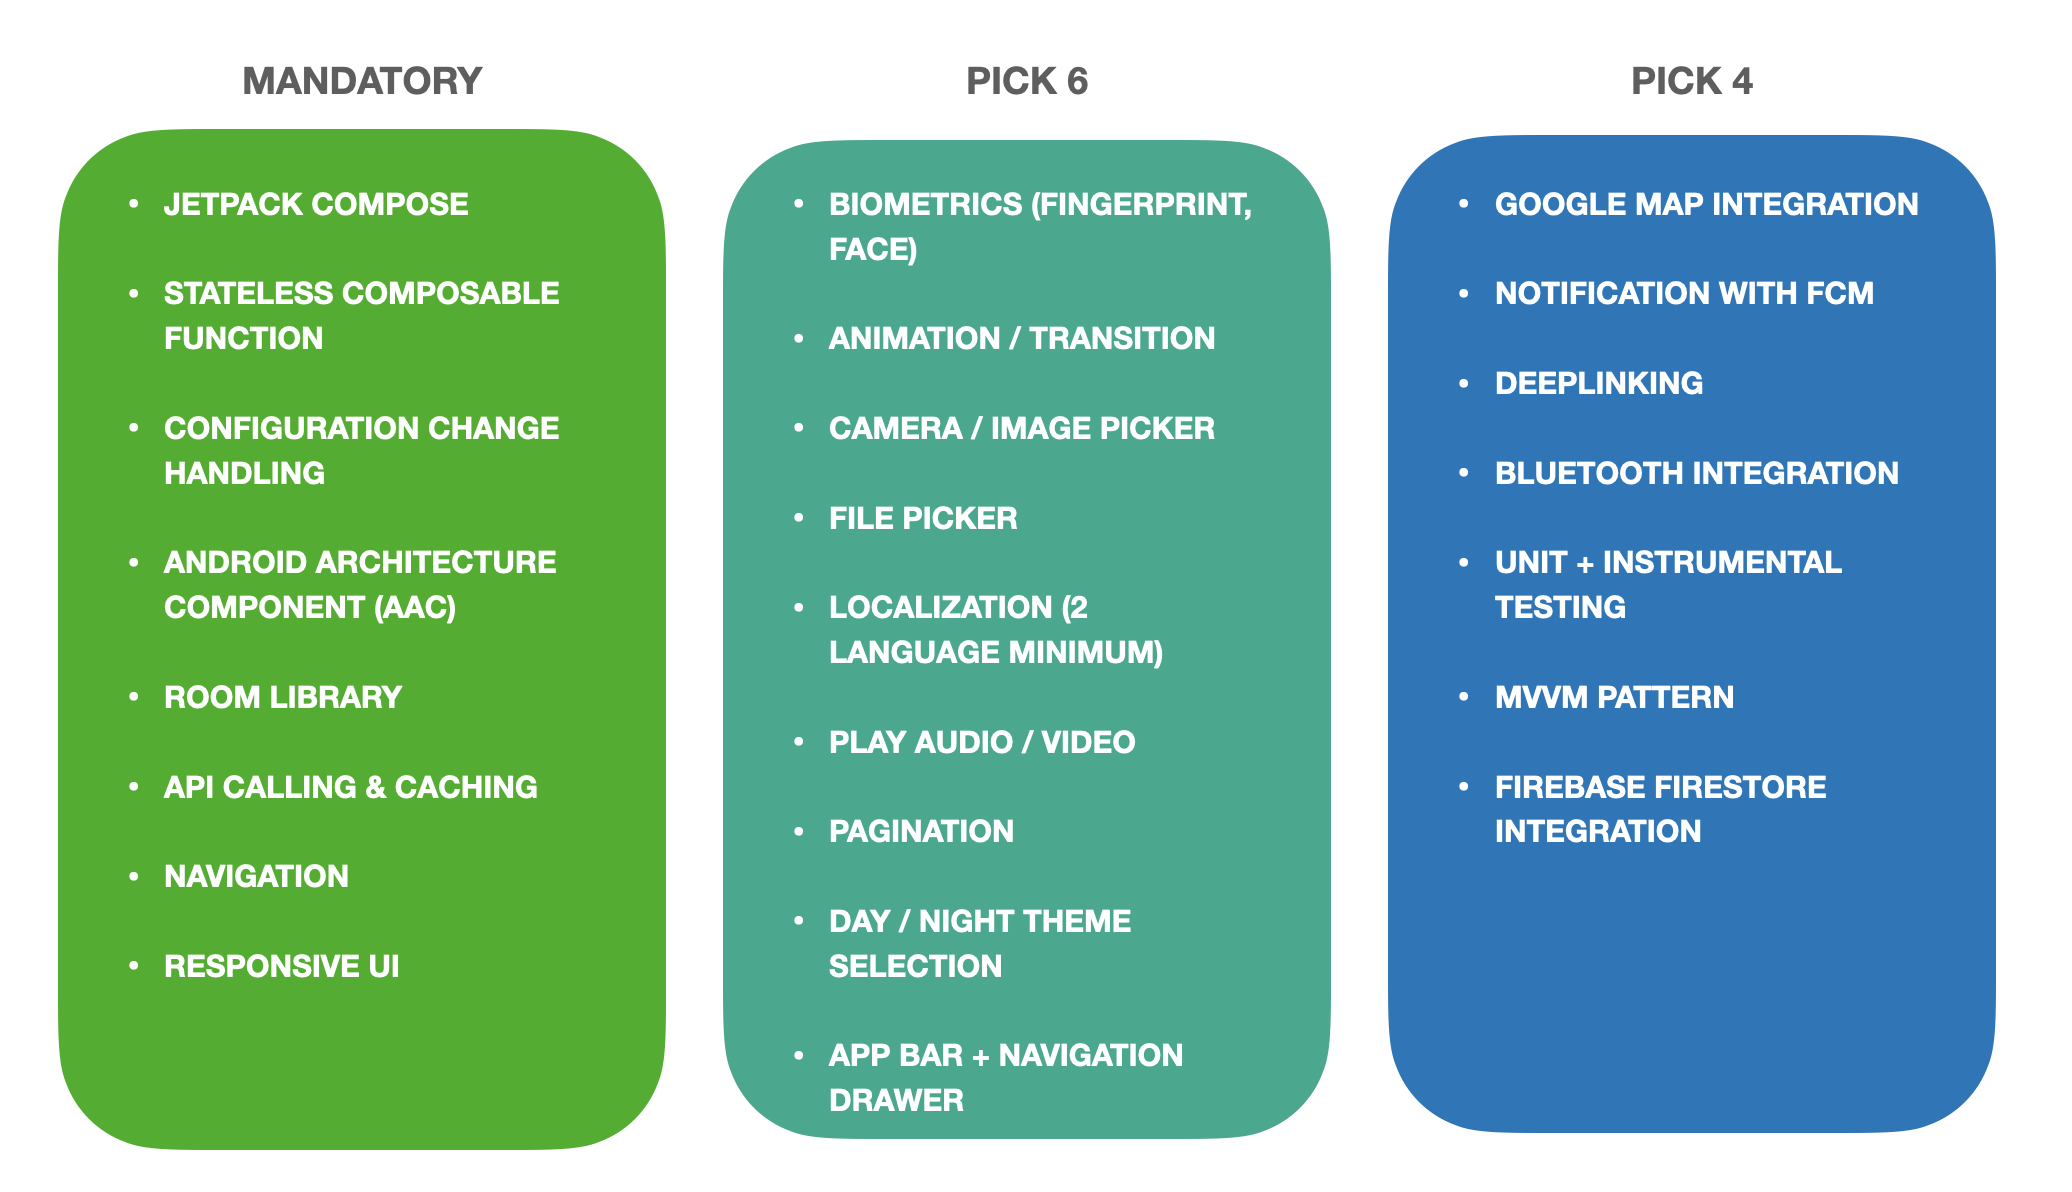 MANDATORY
• JETPACK COMPOSE
• STATELESS COMPOSABLE
FUNCTION
• CONFIGURATION CHANGE
HANDLING
• ANDROID ARCHITECTURE
COMPONENT (AAC)
• ROOM LIBRARY
• API CALLING & CACHING
• NAVIGATION
• RESPONSIVE UI
PICK 6
• BIOMETRICS (FINGERPRINT,
FACE)
• ANIMATION / TRANSITION
• CAMERA / IMAGE PICKER
• FILE PICKER
• LOCALIZATION (2
LANGUAGE MINIMUM)
• PLAY AUDIO / VIDEO
• PAGINATION
• DAY / NIGHT THEME
SELECTION
• APP BAR + NAVIGATION
DRAWER
PICK 4
• GOOGLE MAP INTEGRATION
• NOTIFICATION WITH FCM
• DEEPLINKING
• BLUETOOTH INTEGRATION
• UNIT + INSTRUMENTAL
TESTING
• MVVM PATTERN
• FIREBASE FIRESTORE
INTEGRATION